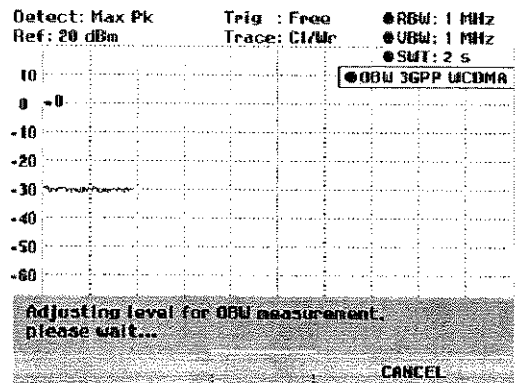 Detect: Max Pk Trig : Free RBW: 1 MHz
Ref: 20 dBm Trace: Cl/Wr VBW: 1 MHz
SWT: 2 s
OBW 3GPP WCDMA
10
0
-10
-20
-30
-40
-50
-60
Adjusting level for OBW measurement,
please wait...
CANCEL